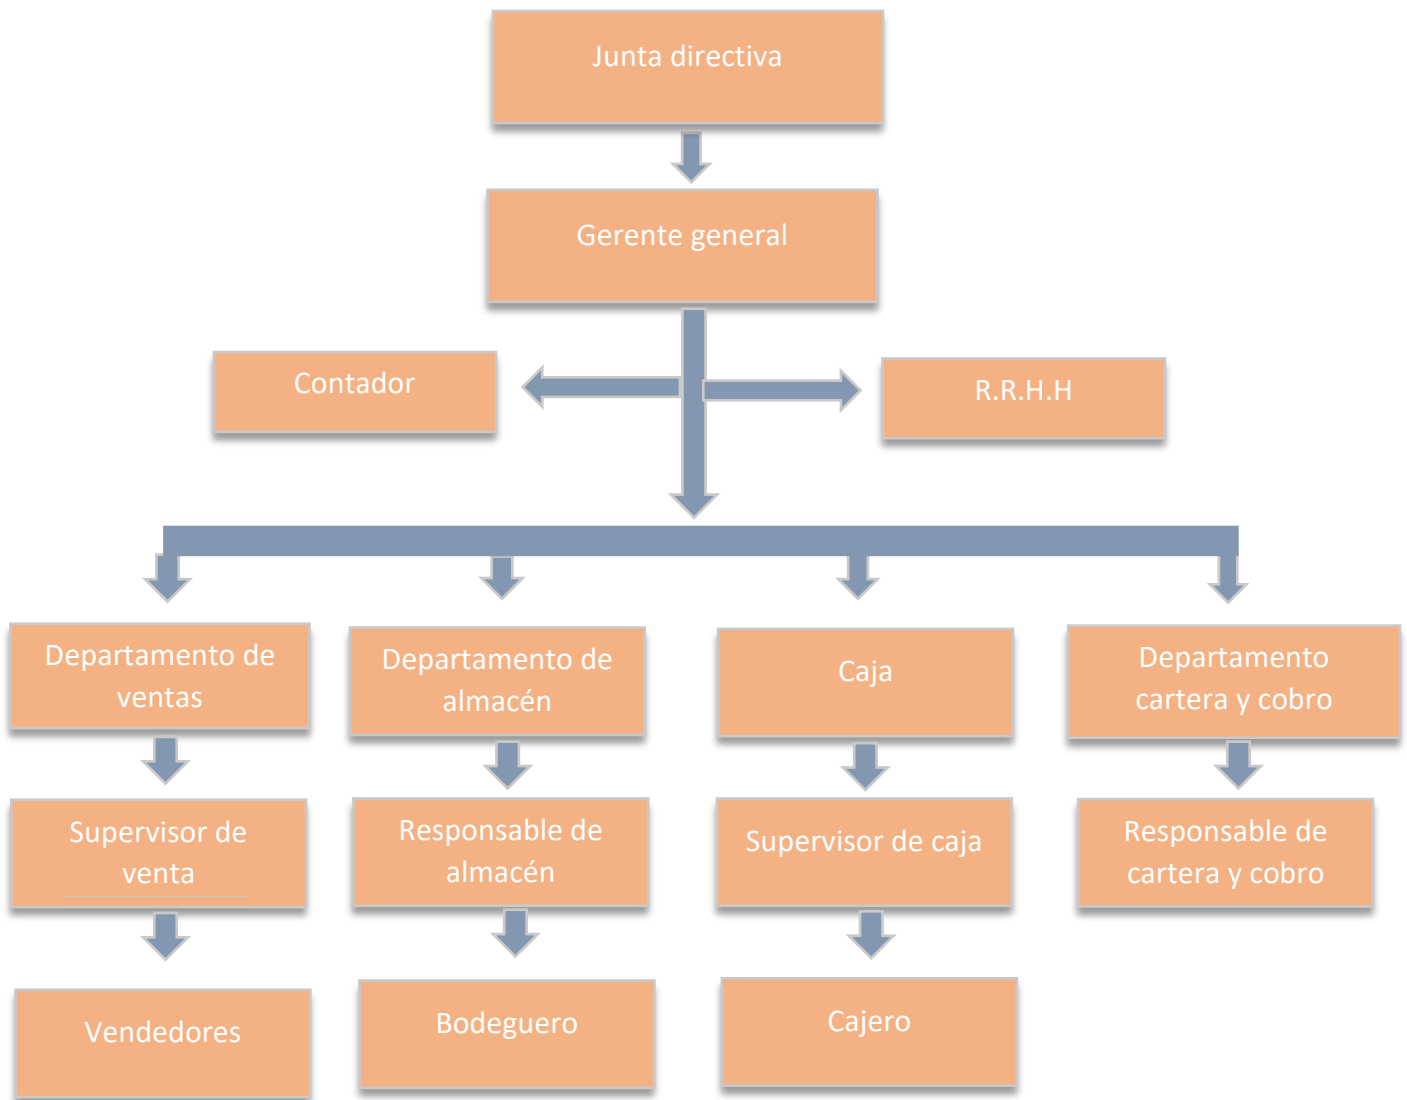 Junta directiva
Gerente general
Contador
R.R.H.H
Departamento de
ventas
Departamento de
almacén
Caja
Departamento
cartera y cobro
Supervisor de
venta
Responsable de
almacén
Supervisor de caja
Responsable de
cartera y cobro
Vendedores
Bodeguero
Cajero